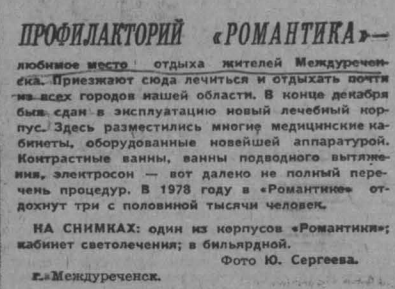 ПРОФИЛАКТОРИЙ «РОМАНТИКА»—
любимое место отдыха жителей Междуречен-
ска. Приезжают сюда лечиться и отдыхать почти
из всех городов нашей области. В конце декабря
был сдан в эксплуатацию новый лечебный кор-
пус. Здесь разместились многие медицинские ка-
бинеты, оборудованные новейшей аппаратурой.
Контрастные ванны, ванны подводного вытяже-
ния, электросон — вот далеко не полный пере-
чень процедур. В 1978 году в «Романтике» от-
дохнут три с половиной тысячи человек.
НА СНИМКАХ: один из корпусов «Романтики»;
кабинет светолечения; в бильярдной.
Фото Ю. Сергеева.
г. Междуреченск.